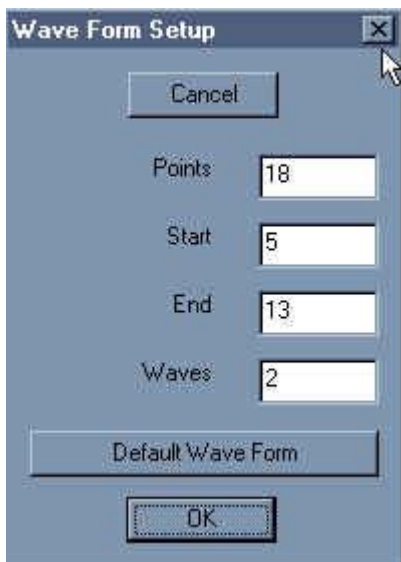 Wave Form Setup
Cancel
Points 18
Start 5
End 13
Waves 2
Default Wave Form
OK